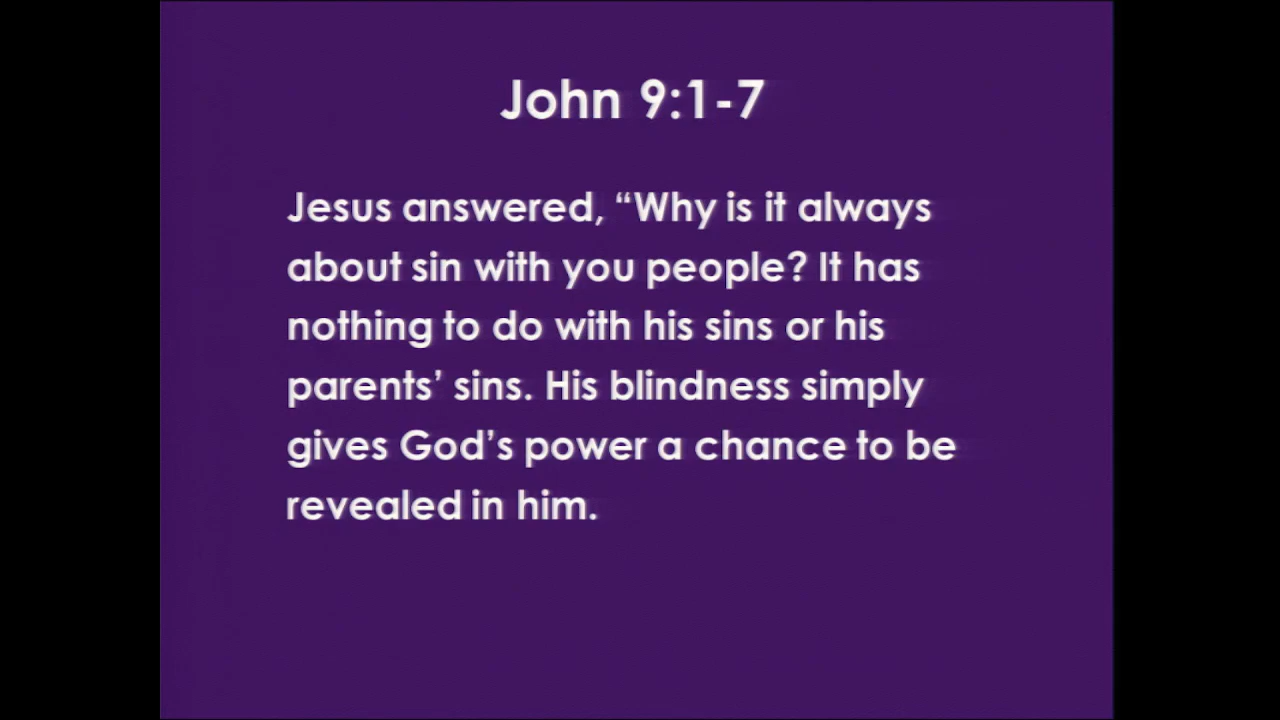 John 9:1-7
Jesus answered, “Why is it always
about sin with you people? It has
nothing to do with his sins or his
parents’ sins. His blindness simply
gives God’s power a chance to be
revealed in him.